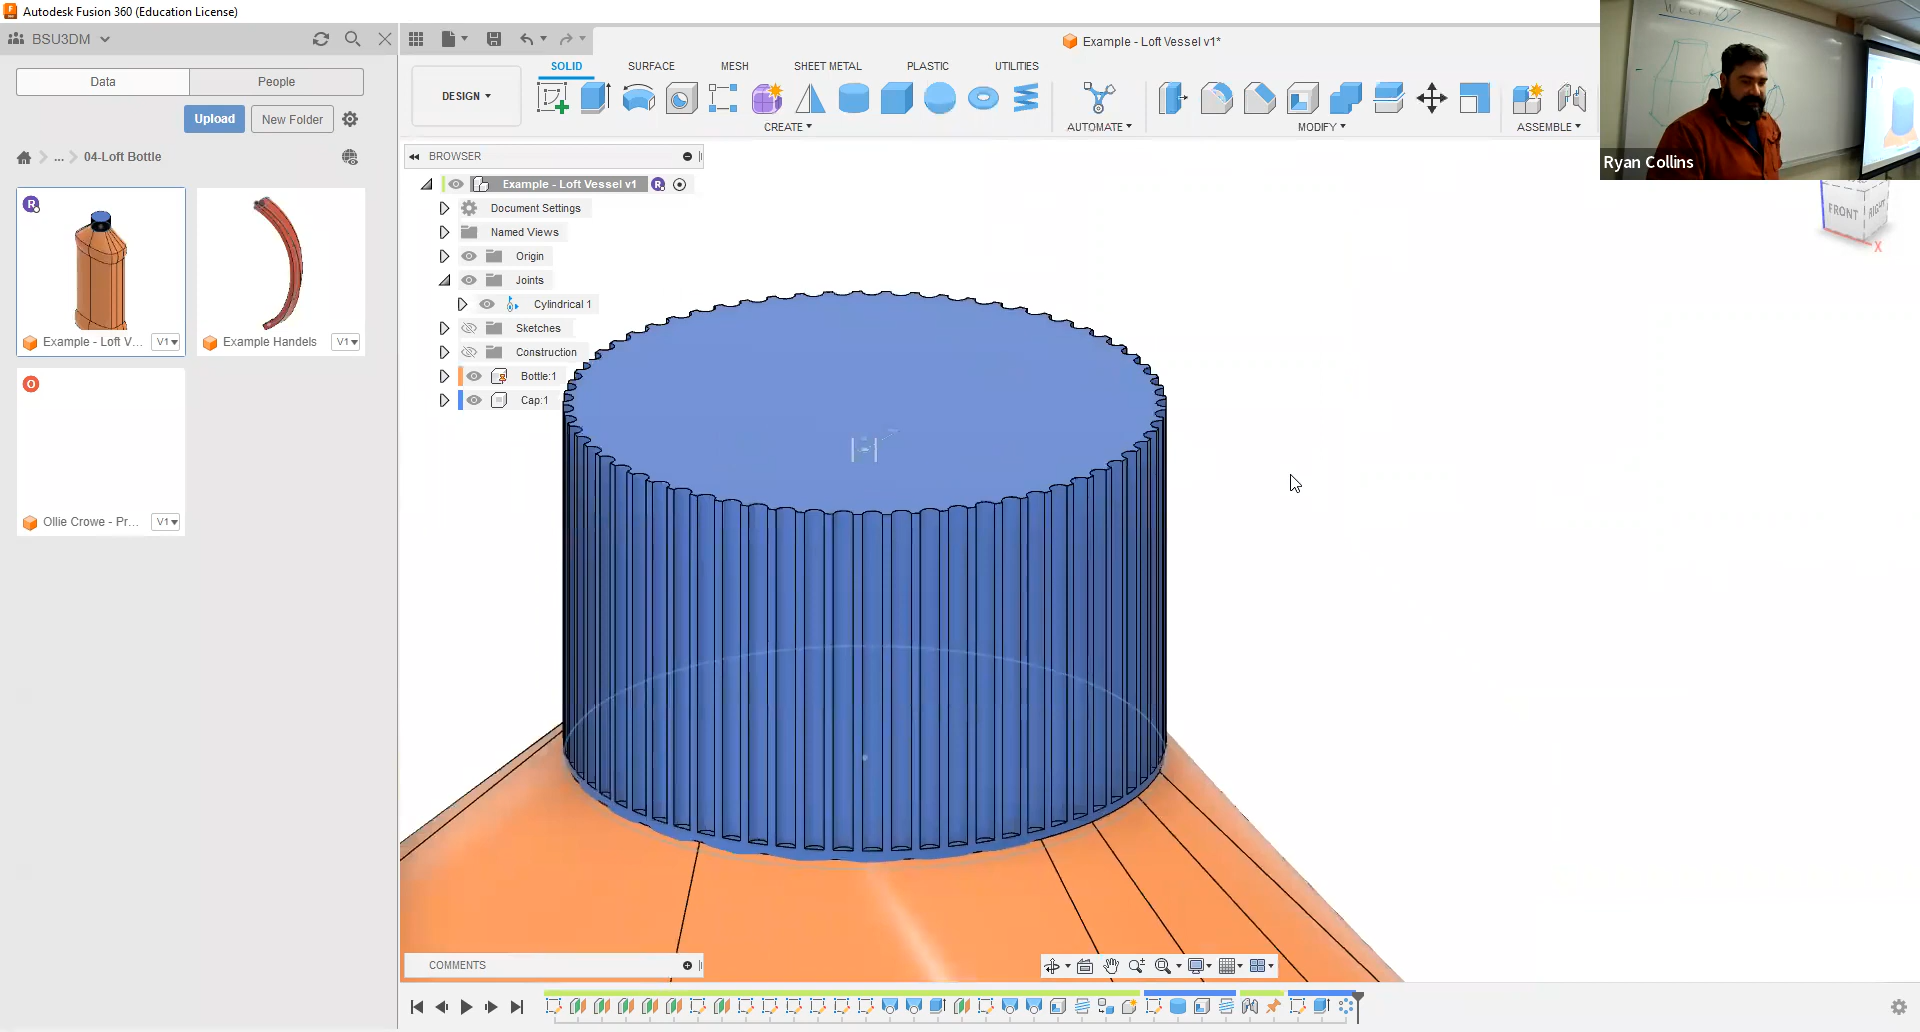 Autodesk Fusion 360 (Education License)
BSU3DM
Data
People
Upload
New Folder
... 04-Loft Bottle
R
Example - Loft V...
V1
Example Handels
V1
O
Ollie Crowe - Pr...
V1
Example - Loft Vessel v1*
DESIGN
SOLID
SURFACE
MESH
SHEET METAL
PLASTIC
UTILITIES
CREATE
AUTOMATE
MODIFY
ASSEMBLE
BROWSER
Example - Loft Vessel v1
R
Document Settings
Named Views
Origin
Joints
Cylindrical 1
Sketches
Construction
Bottle:1
Cap:1
Ryan Collins
FRONT
RIGHT
X
COMMENTS